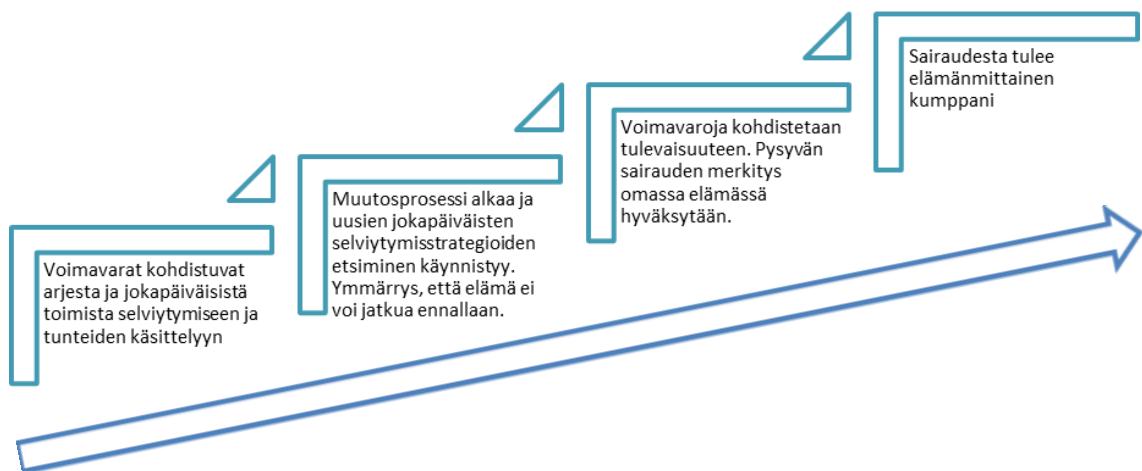 Voimavarat kohdistuvat
arjesta ja jokapäiväisistä
toimista selviytymiseen ja
tunteiden käsittelyyn
Muutosprosessi alkaa ja
uusien jokapäiväisten
selviytymisstrategioiden
etsiminen käynnistyy.
Ymmärrys, että elämä ei
voi jatkua ennallaan.
Voimavaroja kohdistetaan
tulevaisuuteen. Pysyvän
sairauden merkitys
omassa elämässä
hyväksytään.
Sairaudesta tulee
elämänmittainen
kumppani